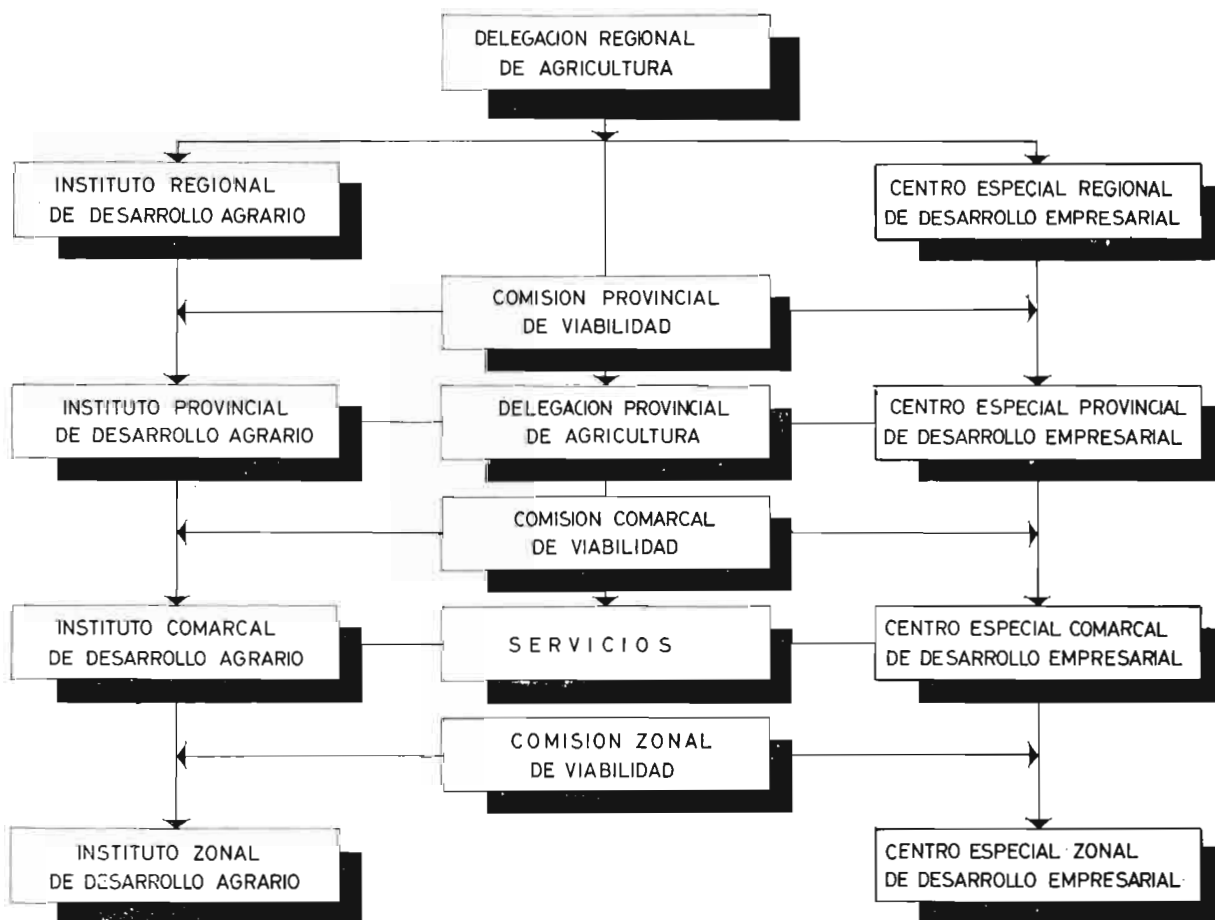 DELEGACION REGIONAL
DE AGRICULTURA
INSTITUTO REGIONAL
DE DESARROLLO AGRARIO
CENTRO ESPECIAL REGIONAL
DE DESARROLLO EMPRESARIAL
COMISION PROVINCIAL
DE VIABILIDAD
INSTITUTO PROVINCIAL
DE DESARROLLO AGRARIO
DELEGACION PROVINCIAL
DE AGRICULTURA
CENTRO ESPECIAL PROVINCIAL
DE DESARROLLO EMPRESARIAL
COMISION COMARCAL
DE VIABILIDAD
INSTITUTO COMARCAL
DE DESARROLLO AGRARIO
SERVICIOS
CENTRO ESPECIAL COMARCAL
DE DESARROLLO EMPRESARIAL
COMISION ZONAL
DE VIABILIDAD
INSTITUTO ZONAL
DE DESARROLLO AGRARIO
CENTRO ESPECIAL ZONAL
DE DESARROLLO EMPRESARIAL